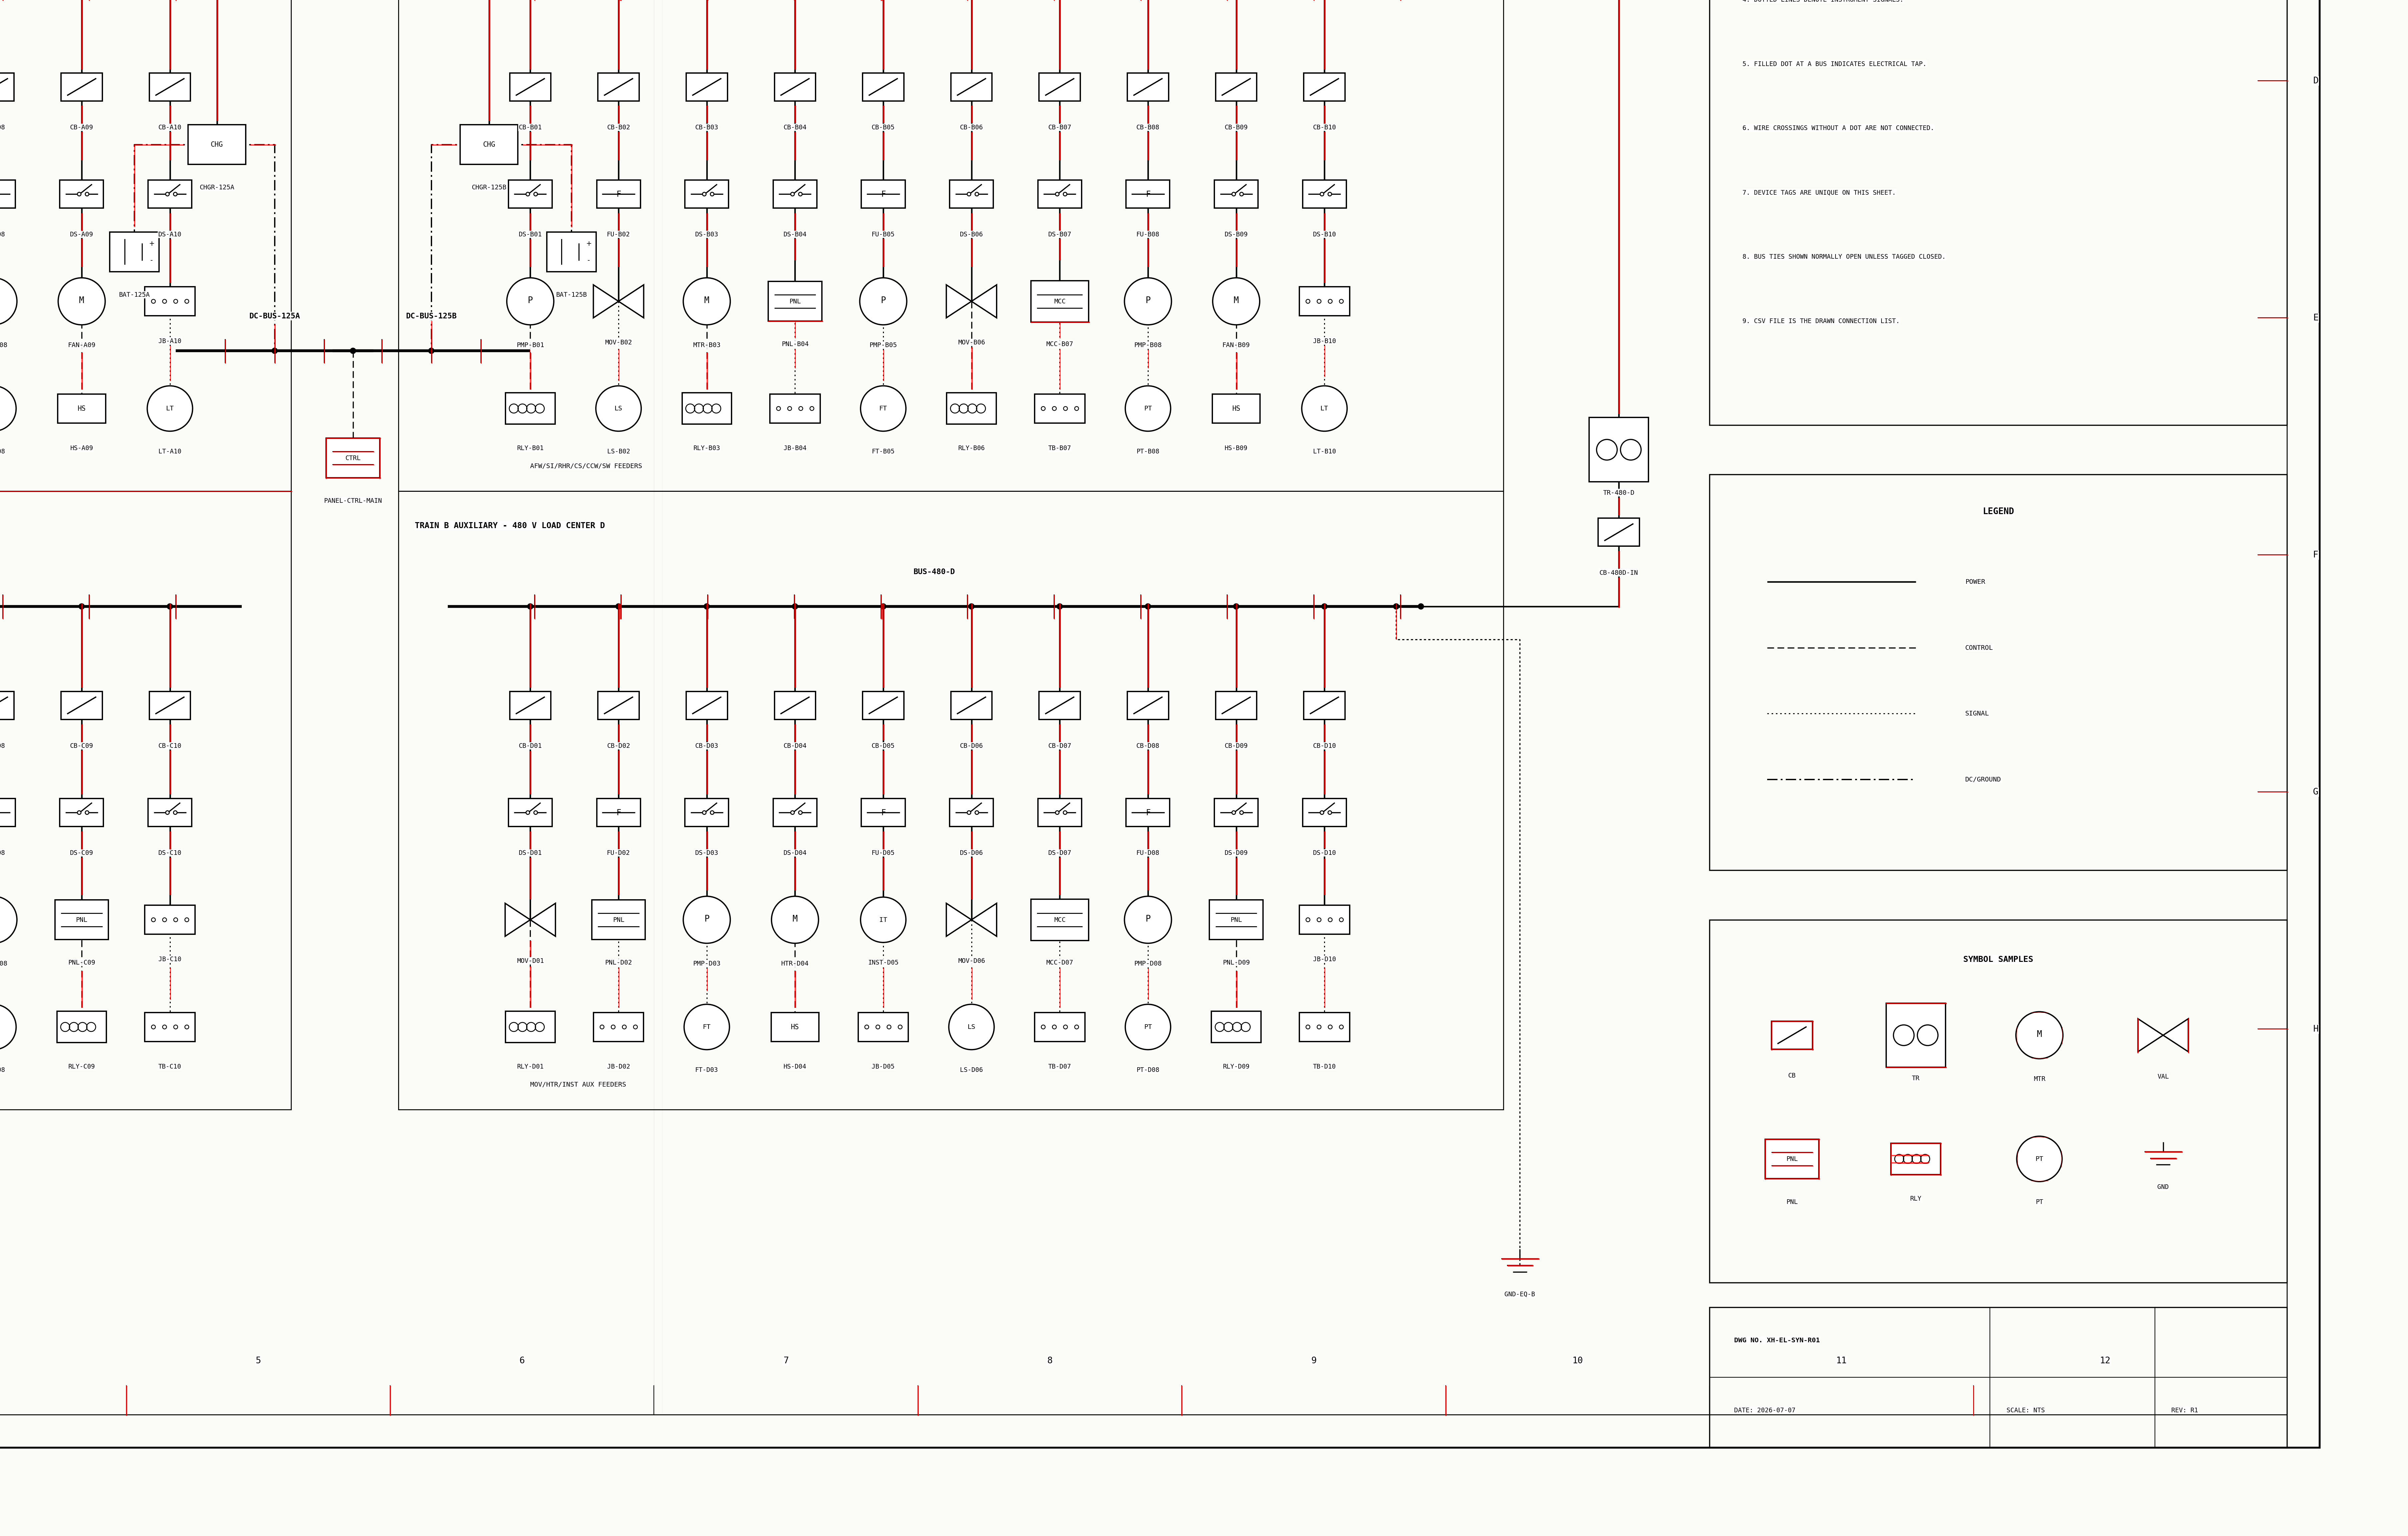 4. DOTTED LINES DENOTE INSTRUMENT SIGNALS.
5. FILLED DOT AT A BUS INDICATES ELECTRICAL TAP.
6. WIRE CROSSINGS WITHOUT A DOT ARE NOT CONNECTED.
7. DEVICE TAGS ARE UNIQUE ON THIS SHEET.
8. BUS TIES SHOWN NORMALLY OPEN UNLESS TAGGED CLOSED.
9. CSV FILE IS THE DRAWN CONNECTION LIST.
D
E
F
G
H
08 CB-A09 CB-A10 CB-B01 CB-B02 CB-B03 CB-B04 CB-B05 CB-B06 CB-B07 CB-B08 CB-B09 CB-B10
CHG CHG
CHGR-125A CHGR-125B
F F F
08 DS-A09 DS-A10 DS-B01 FU-B02 DS-B03 DS-B04 FU-B05 DS-B06 DS-B07 FU-B08 DS-B09 DS-B10
+ - + -
BAT-125A BAT-125B
M P M PNL P MCC P M
DC-BUS-125A DC-BUS-125B
08 FAN-A09 JB-A10 PMP-B01 MOV-B02 MTR-B03 PNL-B04 PMP-B05 MOV-B06 MCC-B07 PMP-B08 FAN-B09 JB-B10
HS LT LS FT PT HS LT
08 HS-A09 LT-A10 RLY-B01 LS-B02 RLY-B03 JB-B04 FT-B05 RLY-B06 TB-B07 PT-B08 HS-B09 LT-B10
CTRL
PANEL-CTRL-MAIN
AFW/SI/RHR/CS/CCW/SW FEEDERS
TR-480-D
CB-480D-IN
TRAIN B AUXILIARY - 480 V LOAD CENTER D
BUS-480-D
08 CB-C09 CB-C10 CB-D01 CB-D02 CB-D03 CB-D04 CB-D05 CB-D06 CB-D07 CB-D08 CB-D09 CB-D10
F F F
08 DS-C09 DS-C10 DS-D01 FU-D02 DS-D03 DS-D04 FU-D05 DS-D06 DS-D07 FU-D08 DS-D09 DS-D10
PNL PNL P M IT MCC P PNL
08 PNL-C09 JB-C10 MOV-D01 PNL-D02 PMP-D03 HTR-D04 INST-D05 MOV-D06 MCC-D07 PMP-D08 PNL-D09 JB-D10
FT HS LS PT
08 RLY-C09 TB-C10 RLY-D01 JB-D02 FT-D03 HS-D04 JB-D05 LS-D06 TB-D07 PT-D08 RLY-D09 TB-D10
MOV/HTR/INST AUX FEEDERS
GND-EQ-B
LEGEND
POWER
CONTROL
SIGNAL
DC/GROUND
SYMBOL SAMPLES
M
CB TR MTR VAL
PNL PT
PNL RLY PT GND
DWG NO. XH-EL-SYN-R01
5 6 7 8 9 10 11 12
DATE: 2026-07-07 SCALE: NTS REV: R1